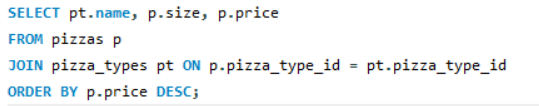 SELECT pt.name, p.size, p.price
FROM pizzas p
JOIN pizza_types pt ON p.pizza_type_id = pt.pizza_type_id
ORDER BY p.price DESC;